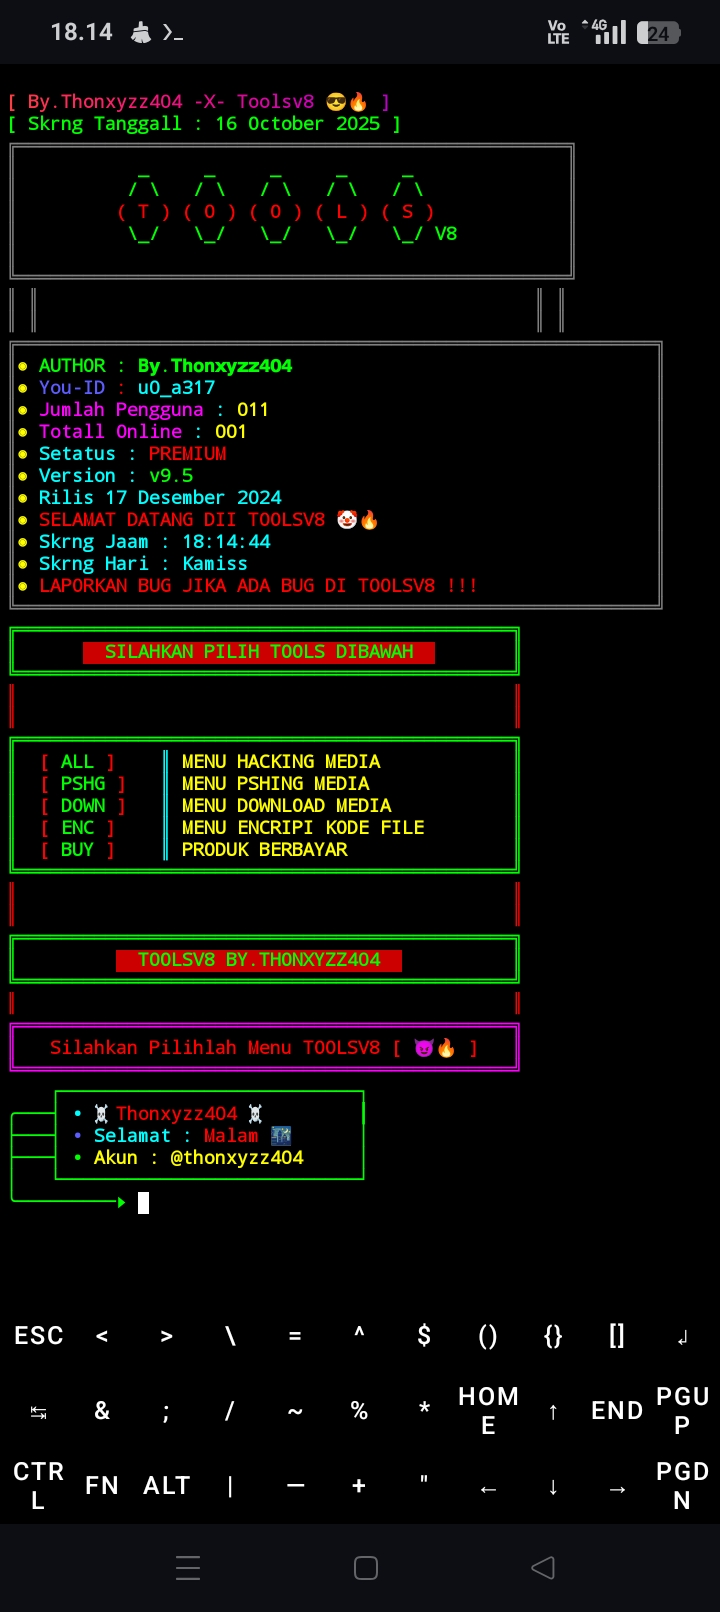 18.14 Vo LTE 4G 24
[ By.Thonxyzz404 -X- Toolsv8 😎🔥 ]
[ Skrng Tanggall : 16 October 2025 ]
( T ) ( O ) ( O ) ( L ) ( S )
V8
AUTHOR : By.Thonxyzz404
You-ID : u0_a317
Jumlah Pengguna : 011
Totall Online : 001
Setatus : PREMIUM
Version : v9.5
Rilis 17 Desember 2024
SELAMAT DATANG DII TOOLSV8 🤡🔥
Skrng Jaam : 18:14:44
Skrng Hari : Kamiss
LAPORKAN BUG JIKA ADA BUG DI TOOLSV8 !!!
SILAHKAN PILIH TOOLS DIBAWAH
[ ALL ] MENU HACKING MEDIA
[ PSHG ] MENU PSHING MEDIA
[ DOWN ] MENU DOWNLOAD MEDIA
[ ENC ] MENU ENCRIPI KODE FILE
[ BUY ] PRODUK BERBAYAR
TOOLSV8 BY.THONXYZZ404
Silahkan Pilihlah Menu TOOLSV8 [ 😈🔥 ]
• ☠️ Thonxyzz404 ☠️
• Selamat : Malam 🌃
• Akun : @thonxyzz404
ESC < > \ = ^ $ () {} [] ↲
⇆ & ; / ~ % * HOME ↑ END PGUP
CTRL FN ALT | — + " ← ↓ → PGDN